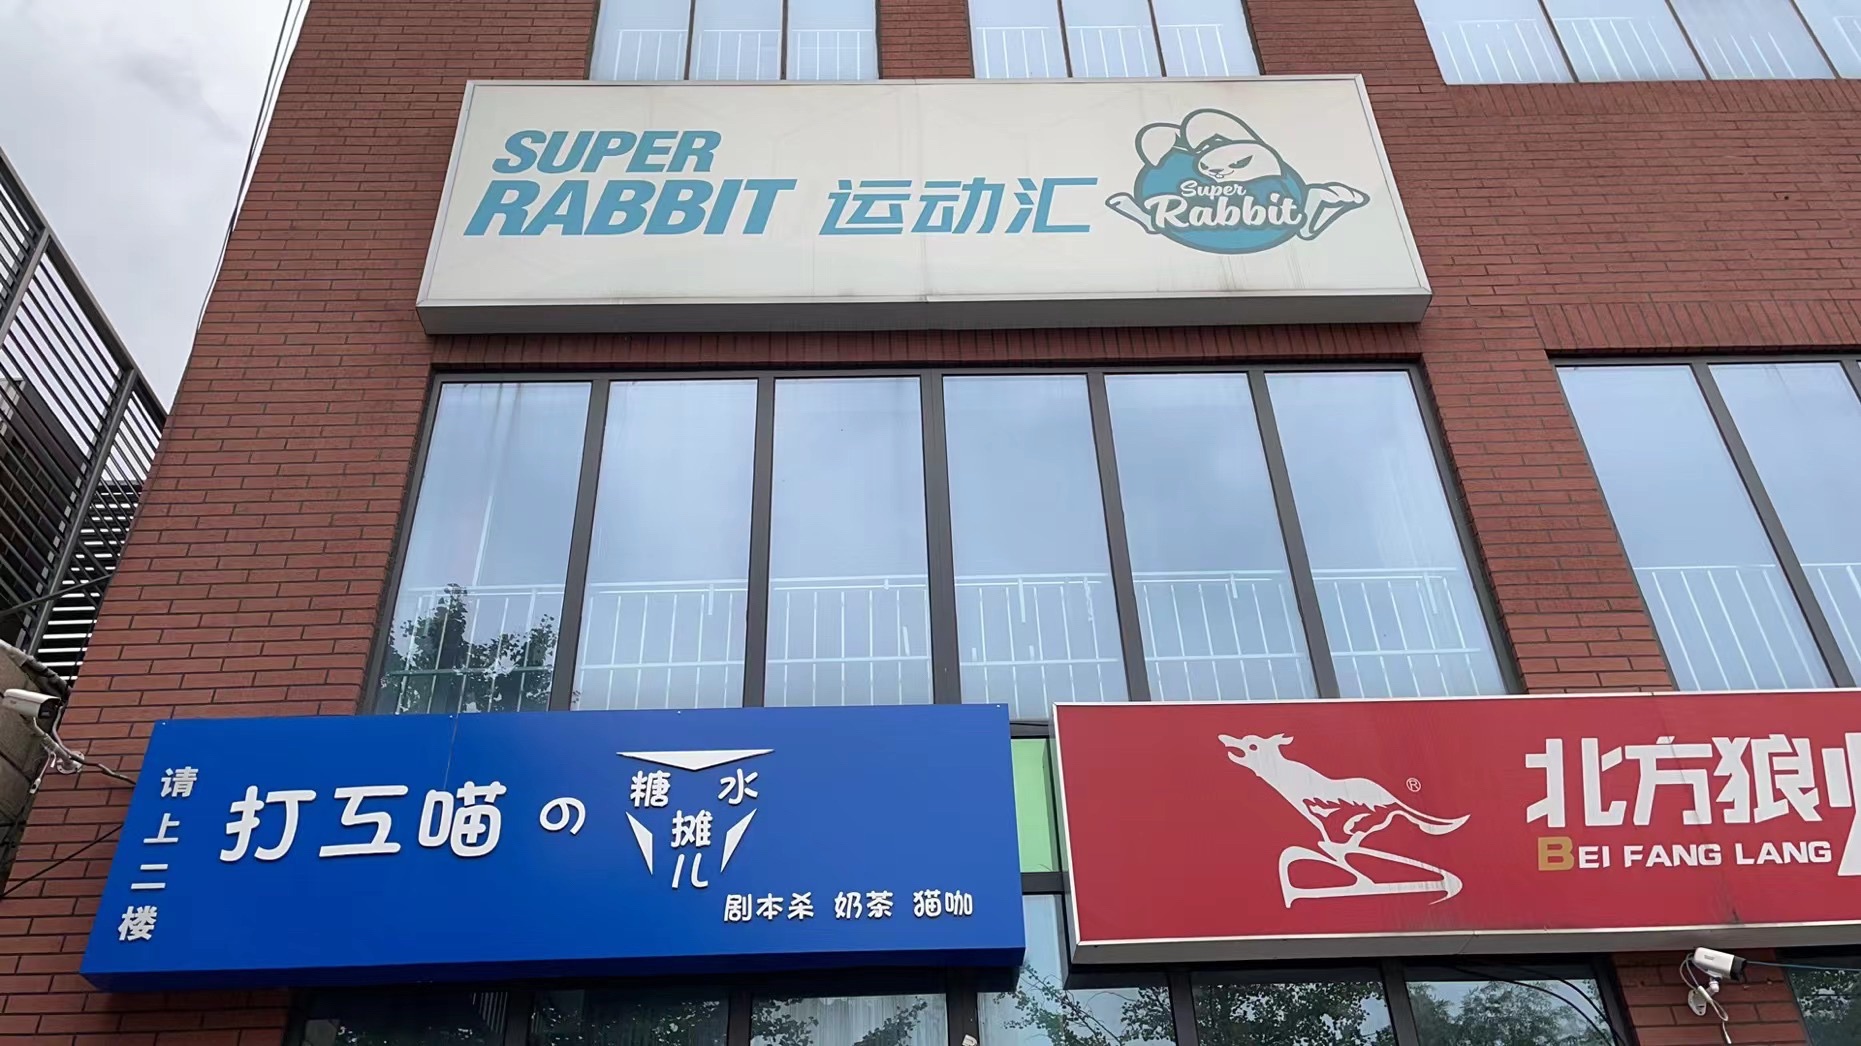 SUPER
RABBIT 运动汇
Super
Rabbit
请上二楼
打互喵の
糖水
摊
儿
剧本杀 奶茶 猫咖
®
北方狼
BEI FANG LANG